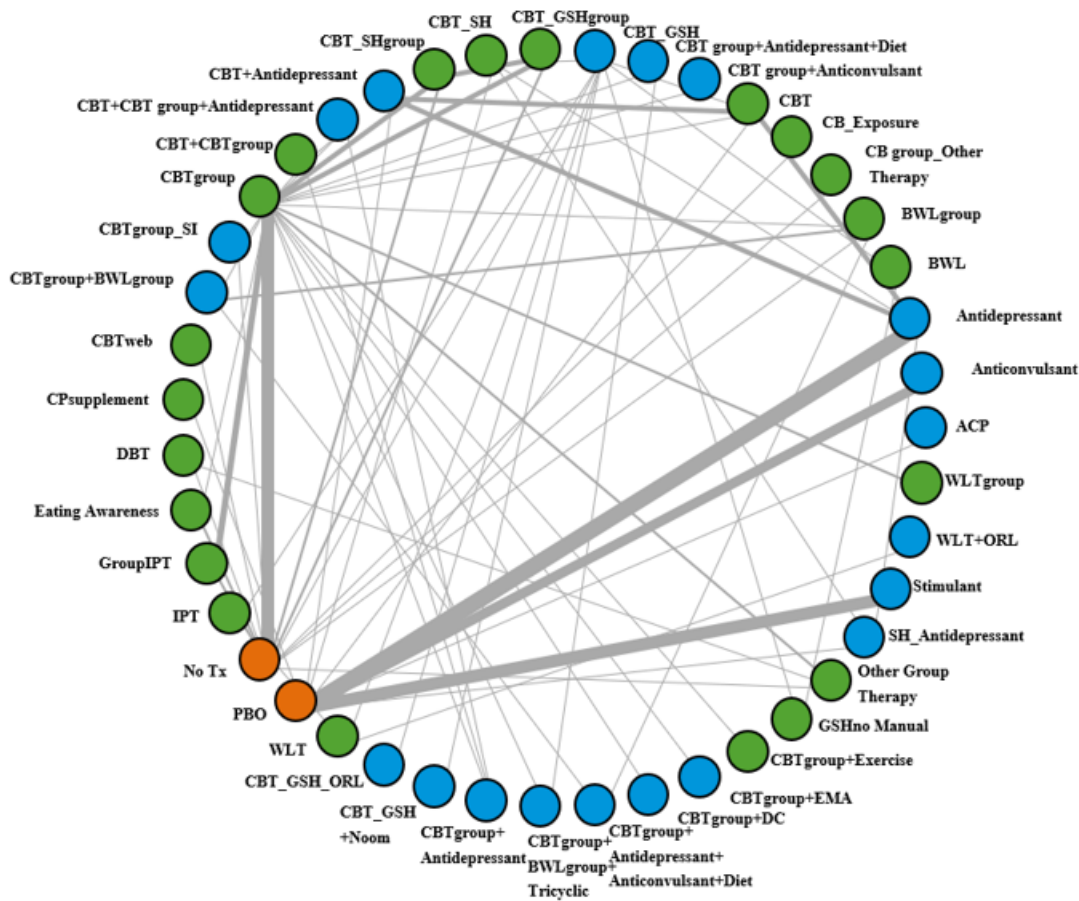 CBT_GSHgroup
CBT_SH
CBT_GSH
CBT_SHgroup
CBT group+Antidepressant+Diet
CBT+Antidepressant
CBT group+Anticonvulsant
CBT+CBT group+Antidepressant
CBT
CB_Exposure
CBT+CBTgroup
CB group_Other
Therapy
CBTgroup
BWLgroup
CBTgroup_SI
BWL
CBTgroup+BWLgroup
Antidepressant
CBTweb
Anticonvulsant
CPsupplement
ACP
DBT
WLTgroup
Eating Awareness
WLT+ORL
GroupIPT
Stimulant
IPT
SH_Antidepressant
No Tx
Other Group
Therapy
PBO
GSHno Manual
WLT
CBTgroup+Exercise
CBT_GSH_ORL
CBTgroup+EMA
CBT_GSH
+Noom
CBTgroup+DC
CBTgroup+
Antidepressant
CBTgroup+
BWLgroup+
Tricyclic
CBTgroup+
Antidepressant+
Anticonvulsant+Diet